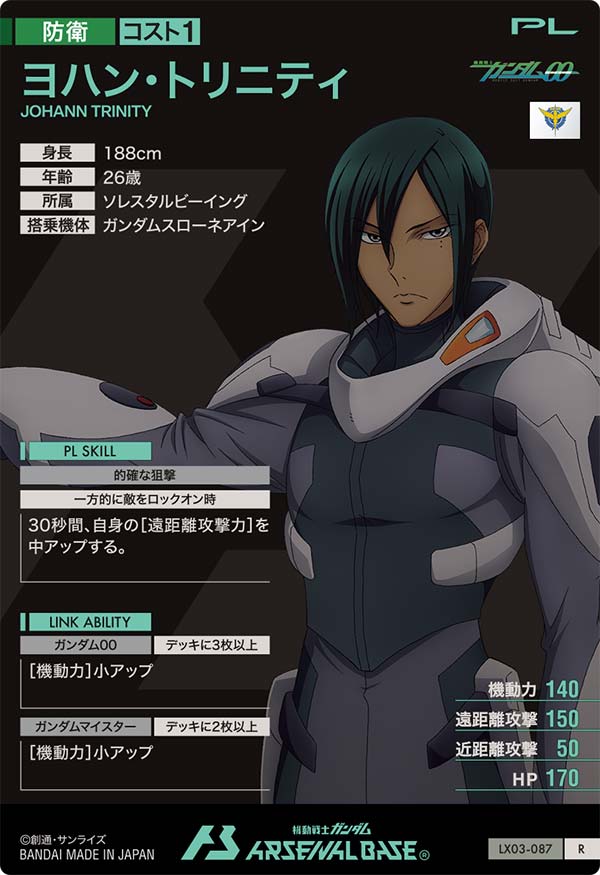 防衛 コスト1 PL
ヨハン・トリニティ
JOHANN TRINITY
ガンダム00
身長 188cm
年齢 26歳
所属 ソレスタルビーイング
搭乗機体 ガンダムスローネアイン
PL SKILL
的確な狙撃
一方的に敵をロックオン時
30秒間、自身の[遠距離攻撃力]を
中アップする。
LINK ABILITY
ガンダム00 デッキに3枚以上
[機動力]小アップ
ガンダムマイスター デッキに2枚以上
[機動力]小アップ
機動力 140
遠距離攻撃 150
近距離攻撃 50
HP 170
©創通・サンライズ
BANDAI MADE IN JAPAN
機動戦士ガンダム
ARSENAL BASE®
LX03-087 R